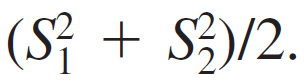 (S₁² + S₂²)/2.